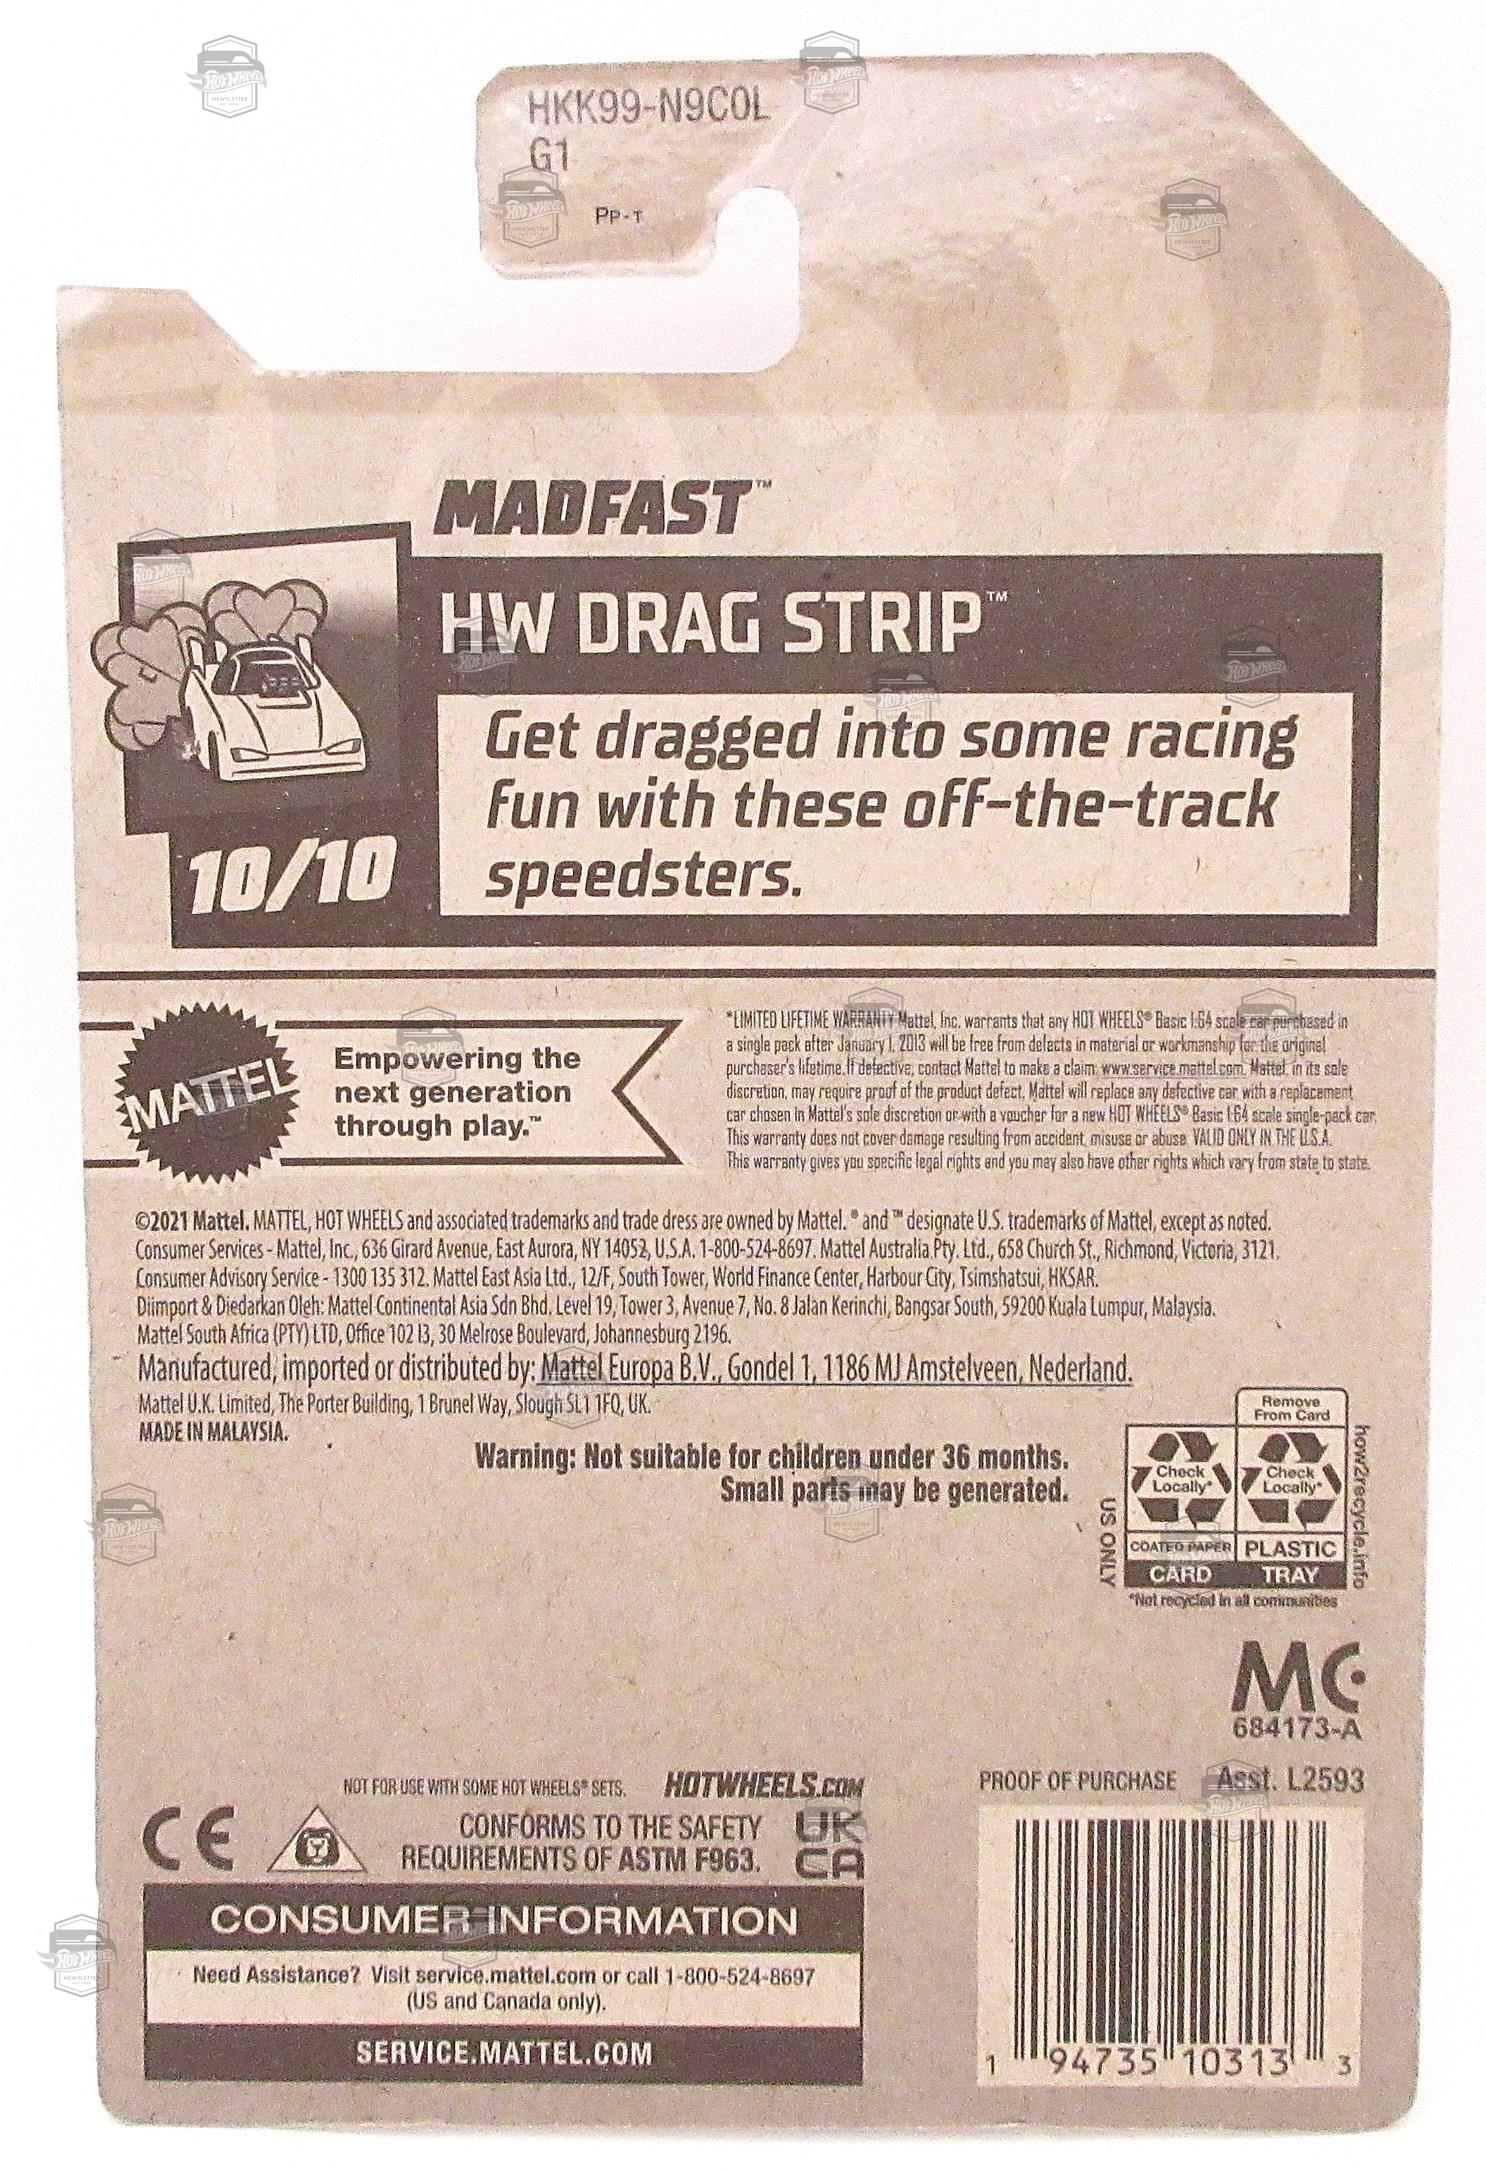 HKK99-N9C0L
G1
PP-T
MADFAST™
HW DRAG STRIP™
Get dragged into some racing
fun with these off-the-track
speedsters.
10/10
MATTEL
Empowering the
next generation
through play.™
*LIMITED LIFETIME WARRANTY Mattel, Inc. warrants that any HOT WHEELS® Basic 1:64 scale car purchased in
a single pack after January 1, 2013 will be free from defects in material or workmanship for the original
purchaser's lifetime. If defective, contact Mattel to make a claim: www.service.mattel.com. Mattel, in its sole
discretion, may require proof of the product defect. Mattel will replace any defective car with a replacement
car chosen in Mattel's sole discretion or with a voucher for a new HOT WHEELS® Basic 1:64 scale single-pack car.
This warranty does not cover damage resulting from accident, misuse or abuse. VALID ONLY IN THE U.S.A.
This warranty gives you specific legal rights and you may also have other rights which vary from state to state.
©2021 Mattel. MATTEL, HOT WHEELS and associated trademarks and trade dress are owned by Mattel. ® and ™ designate U.S. trademarks of Mattel, except as noted.
Consumer Services - Mattel, Inc., 636 Girard Avenue, East Aurora, NY 14052, U.S.A. 1-800-524-8697. Mattel Australia Pty. Ltd., 658 Church St., Richmond, Victoria, 3121.
Consumer Advisory Service - 1300 135 312. Mattel East Asia Ltd., 12/F, South Tower, World Finance Center, Harbour City, Tsimshatsui, HKSAR.
Diimport & Diedarkan Oleh: Mattel Continental Asia Sdn Bhd. Level 19, Tower 3, Avenue 7, No. 8 Jalan Kerinchi, Bangsar South, 59200 Kuala Lumpur, Malaysia.
Mattel South Africa (PTY) LTD, Office 102 I3, 30 Melrose Boulevard, Johannesburg 2196.
Manufactured, imported or distributed by: Mattel Europa B.V., Gondel 1, 1186 MJ Amstelveen, Nederland.
Mattel U.K. Limited, The Porter Building, 1 Brunel Way, Slough SL1 1FQ, UK.
MADE IN MALAYSIA.
Warning: Not suitable for children under 36 months.
Small parts may be generated.
Remove
From Card
Check
Locally*
Check
Locally*
COATED PAPER
PLASTIC
CARD
TRAY
US ONLY
how2recycle.info
*Not recycled in all communities
MC
684173-A
NOT FOR USE WITH SOME HOT WHEELS® SETS.
HOTWHEELS.COM
PROOF OF PURCHASE Asst. L2593
CE
CONFORMS TO THE SAFETY
REQUIREMENTS OF ASTM F963.
UK
CA
CONSUMER INFORMATION
Need Assistance? Visit service.mattel.com or call 1-800-524-8697
(US and Canada only).
SERVICE.MATTEL.COM
1 94735 10313 3